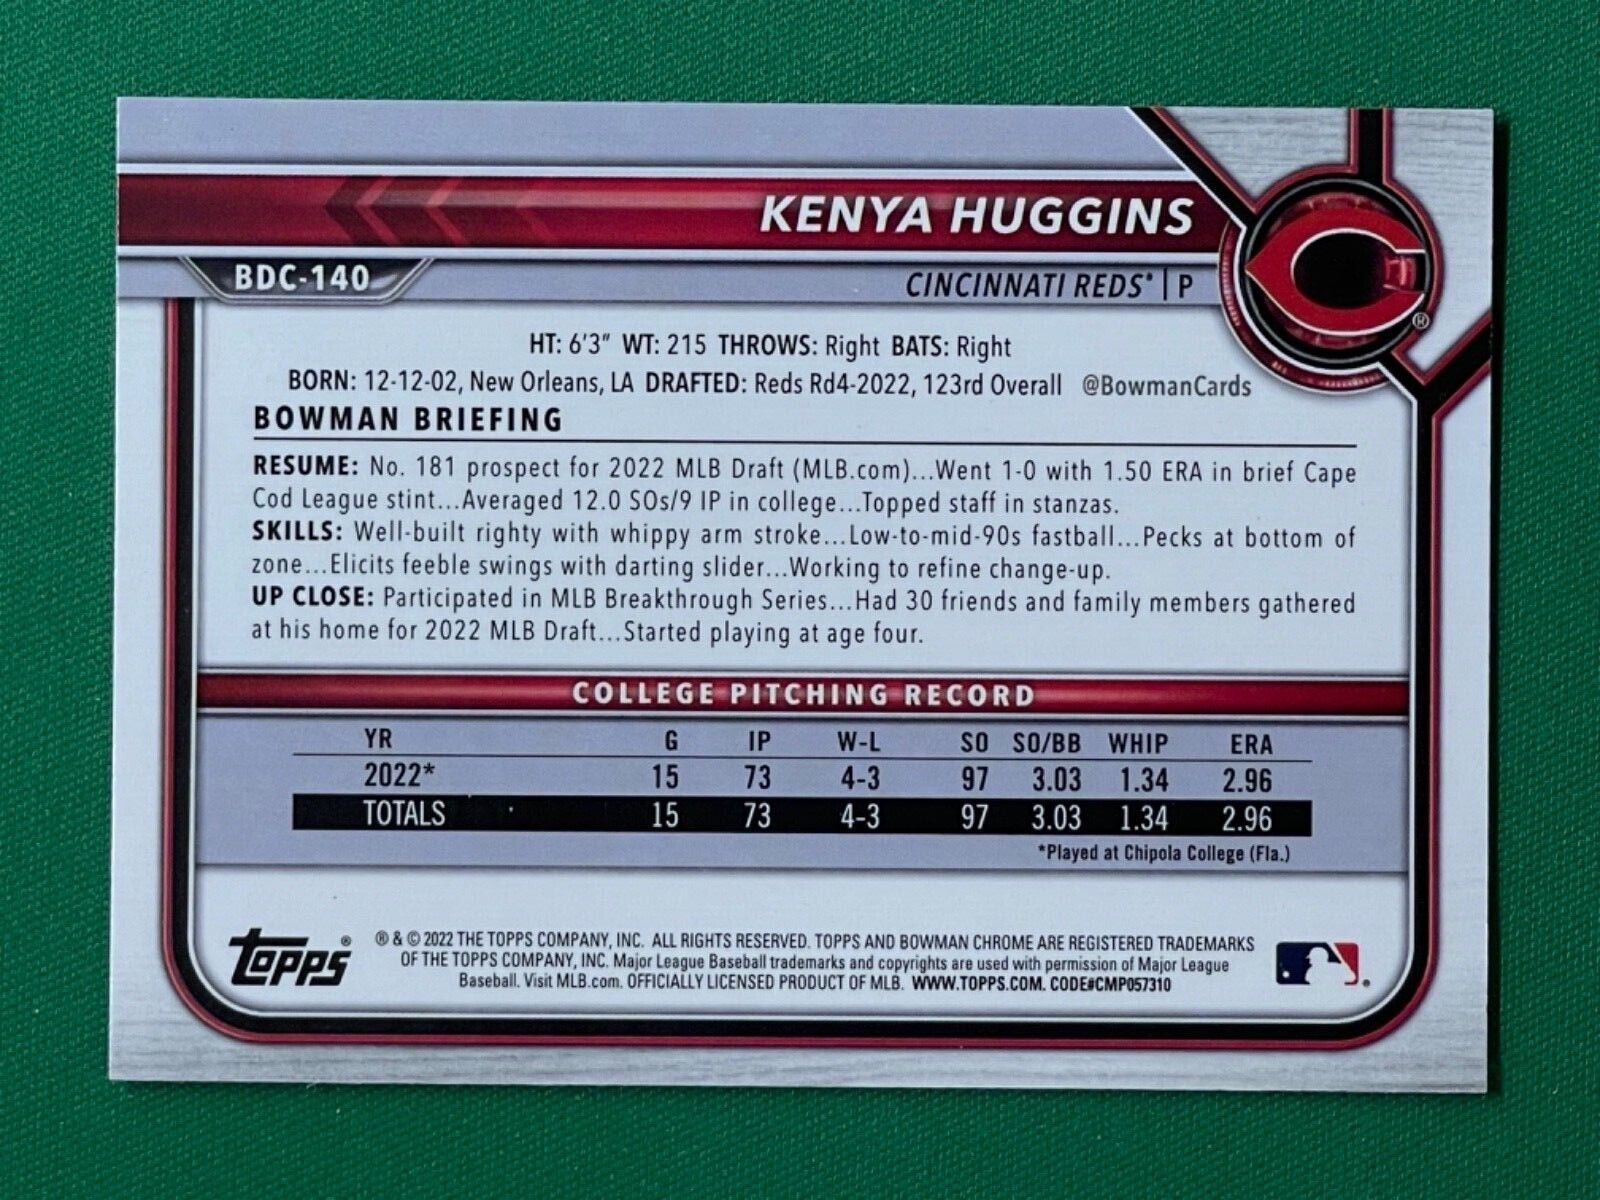 KENYA HUGGINS
BDC-140
CINCINNATI REDS® | P
®
HT: 6'3" WT: 215 THROWS: Right BATS: Right
BORN: 12-12-02, New Orleans, LA DRAFTED: Reds Rd4-2022, 123rd Overall @BowmanCards
BOWMAN BRIEFING
RESUME: No. 181 prospect for 2022 MLB Draft (MLB.com)...Went 1-0 with 1.50 ERA in brief Cape
Cod League stint...Averaged 12.0 SOs/9 IP in college...Topped staff in stanzas.
SKILLS: Well-built righty with whippy arm stroke...Low-to-mid-90s fastball...Pecks at bottom of
zone...Elicits feeble swings with darting slider...Working to refine change-up.
UP CLOSE: Participated in MLB Breakthrough Series...Had 30 friends and family members gathered
at his home for 2022 MLB Draft...Started playing at age four.
COLLEGE PITCHING RECORD
YR G IP W-L SO SO/BB WHIP ERA
2022* 15 73 4-3 97 3.03 1.34 2.96
TOTALS 15 73 4-3 97 3.03 1.34 2.96
*Played at Chipola College (Fla.)
topps®
® & © 2022 THE TOPPS COMPANY, INC. ALL RIGHTS RESERVED. TOPPS AND BOWMAN CHROME ARE REGISTERED TRADEMARKS
OF THE TOPPS COMPANY, INC. Major League Baseball trademarks and copyrights are used with permission of Major League
Baseball. Visit MLB.com. OFFICIALLY LICENSED PRODUCT OF MLB. WWW.TOPPS.COM. CODE#CMP057310
®